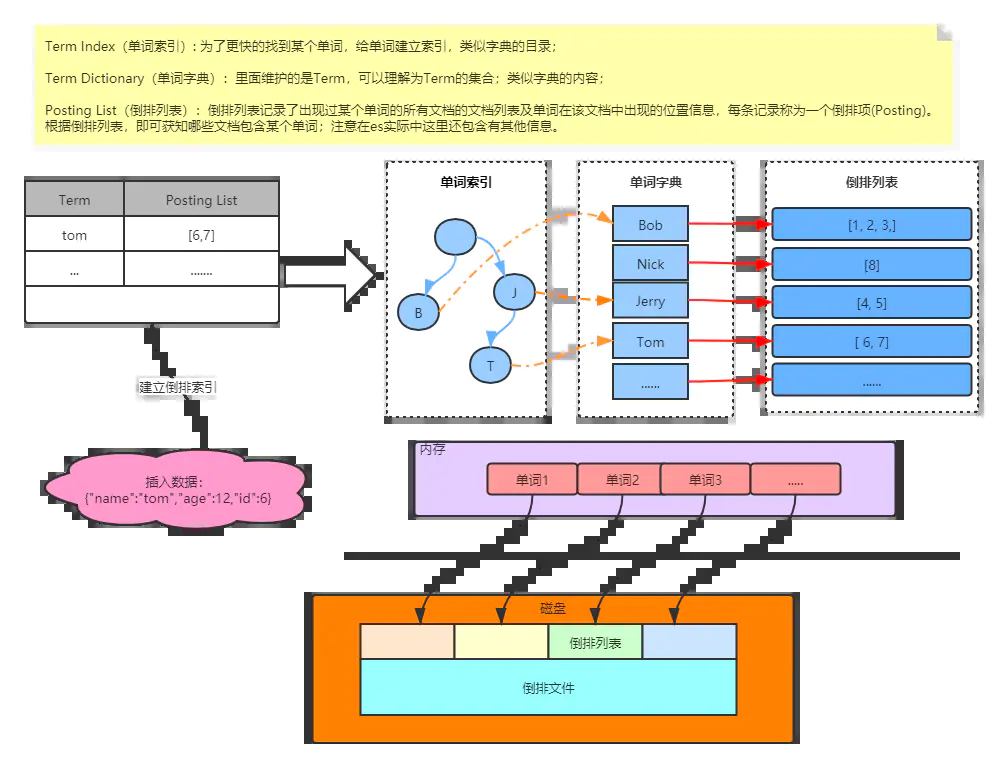 Term Index（单词索引）: 为了更快的找到某个单词，给单词建立索引，类似字典的目录；
Term Dictionary（单词字典）: 里面维护的是Term，可以理解为Term的集合；类似字典的内容；
Posting List（倒排列表）: 倒排列表记录了出现过某个单词的所有文档的文档列表及单词在该文档中出现的位置信息，每条记录称为一个倒排项(Posting)。
根据倒排列表，即可获知哪些文档包含某个单词；注意在es实际中这里还包含有其他信息。
Term Posting List
tom [6,7]
... .......
建立倒排索引
插入数据：
{"name":"tom","age":12,"id":6}
单词索引
B
J
T
单词字典
Bob
Nick
Jerry
Tom
......
倒排列表
[1, 2, 3,]
[8]
[4, 5]
[ 6, 7]
......
内存
单词1 单词2 单词3 .....
磁盘
倒排列表
倒排文件